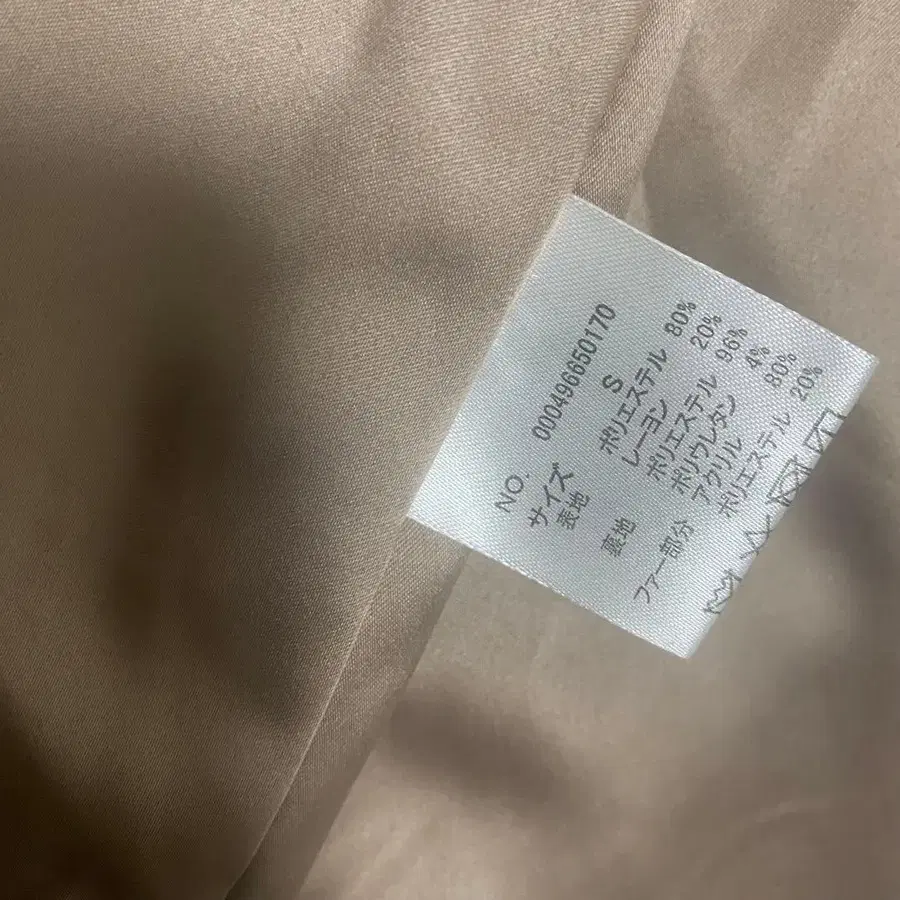 NO. 000496650170
サイズ S
表地 ポリエステル 80%
レーヨン 20%
裏地 ポリエステル 96%
ポリウレタン 4%
ファー部分 アクリル 80%
ポリエステル 20%